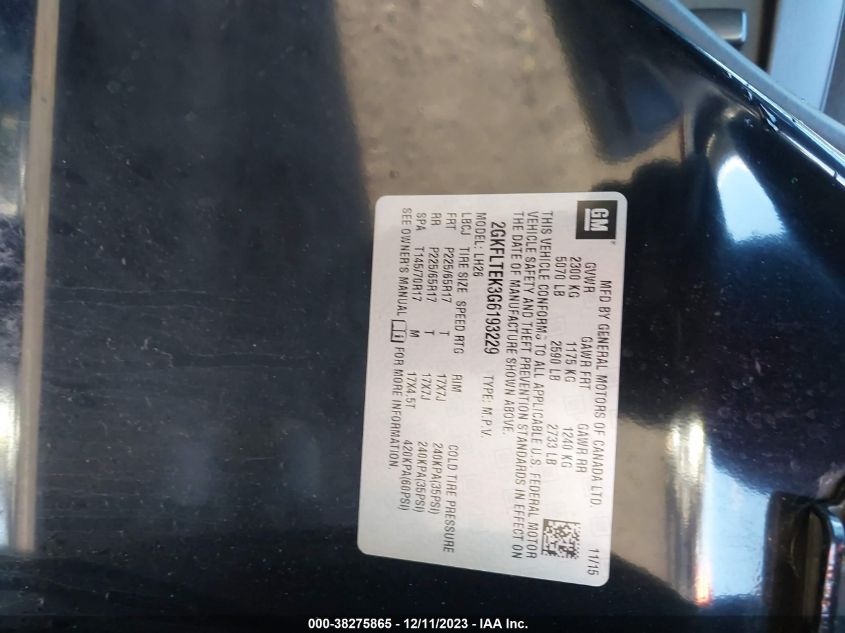 GM
MFD BY GENERAL MOTORS OF CANADA LTD. 11/15
GVWR GAWR FRT GAWR RR
2300 KG 1175 KG 1240 KG
5070 LB 2590 LB 2733 LB
THIS VEHICLE CONFORMS TO ALL APPLICABLE U.S. FEDERAL MOTOR
VEHICLE SAFETY AND THEFT PREVENTION STANDARDS IN EFFECT ON
THE DATE OF MANUFACTURE SHOWN ABOVE.
2GKFLTEK3G6193229 TYPE: M.P.V.
MODEL: LH26
LBCJ TIRE SIZE SPEED RTG RIM COLD TIRE PRESSURE
FRT P225/65R17 T 17X7J 240KPA(35PSI)
RR P225/65R17 T 17X7J 240KPA(35PSI)
SPA T145/70R17 M 17X4.5T 420KPA(60PSI)
SEE OWNER'S MANUAL FOR MORE INFORMATION.
000-38275865 - 12/11/2023 - IAA Inc.